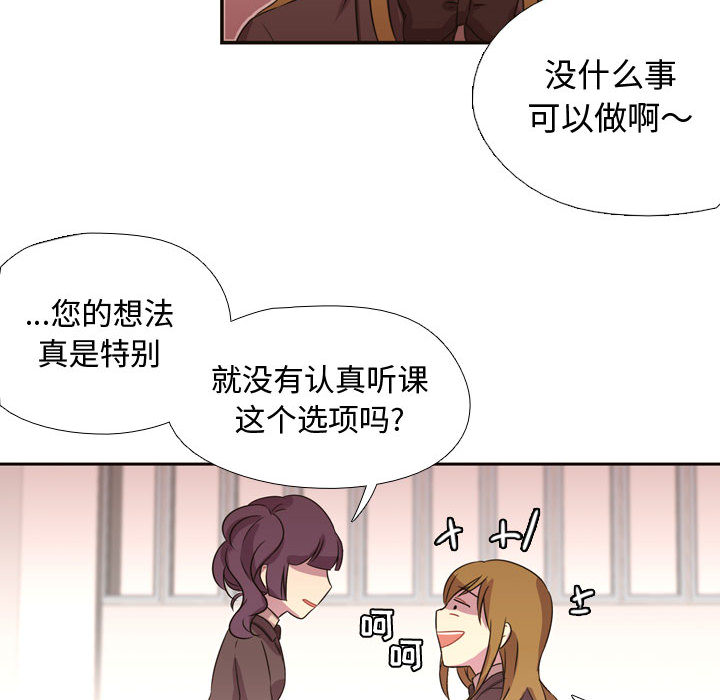 没什么事
可以做啊～
...您的想法
真是特别
就没有认真听课
这个选项吗?
呵
呵